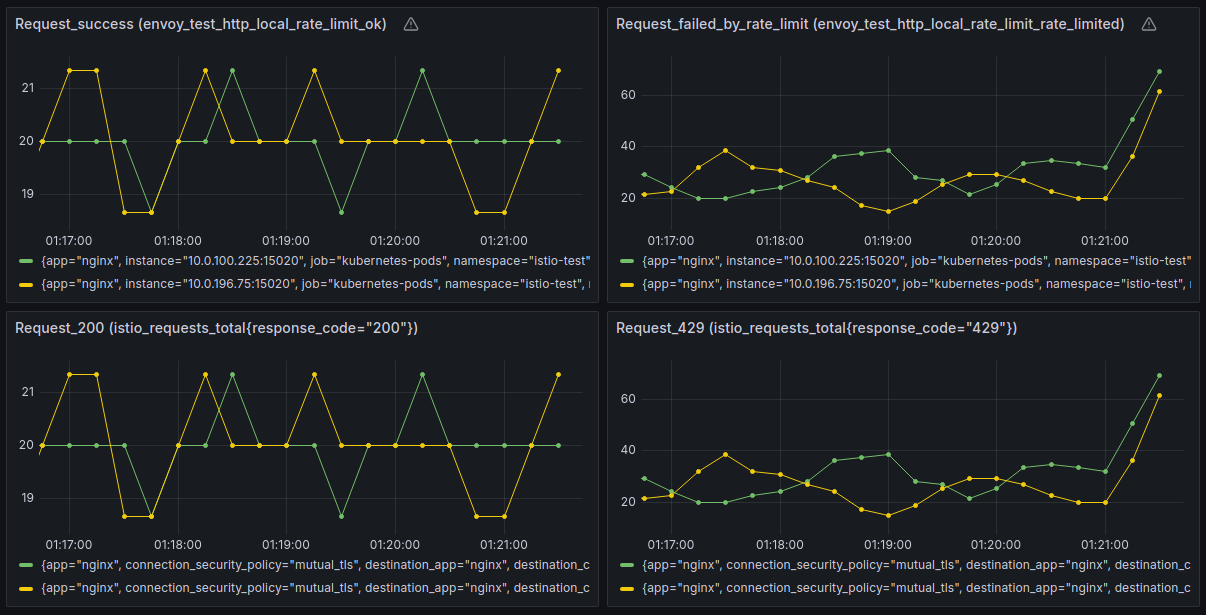 Request_success (envoy_test_http_local_rate_limit_ok)
21
20
19
01:17:00 01:18:00 01:19:00 01:20:00 01:21:00
{app="nginx", instance="10.0.100.225:15020", job="kubernetes-pods", namespace="istio-test"
{app="nginx", instance="10.0.196.75:15020", job="kubernetes-pods", namespace="istio-test",
Request_failed_by_rate_limit (envoy_test_http_local_rate_limit_rate_limited)
60
40
20
01:17:00 01:18:00 01:19:00 01:20:00 01:21:00
{app="nginx", instance="10.0.100.225:15020", job="kubernetes-pods", namespace="istio-test"
{app="nginx", instance="10.0.196.75:15020", job="kubernetes-pods", namespace="istio-test",
Request_200 (istio_requests_total{response_code="200"})
21
20
19
01:17:00 01:18:00 01:19:00 01:20:00 01:21:00
{app="nginx", connection_security_policy="mutual_tls", destination_app="nginx", destination_c
{app="nginx", connection_security_policy="mutual_tls", destination_app="nginx", destination_c
Request_429 (istio_requests_total{response_code="429"})
60
40
20
01:17:00 01:18:00 01:19:00 01:20:00 01:21:00
{app="nginx", connection_security_policy="mutual_tls", destination_app="nginx", destination_c
{app="nginx", connection_security_policy="mutual_tls", destination_app="nginx", destination_c